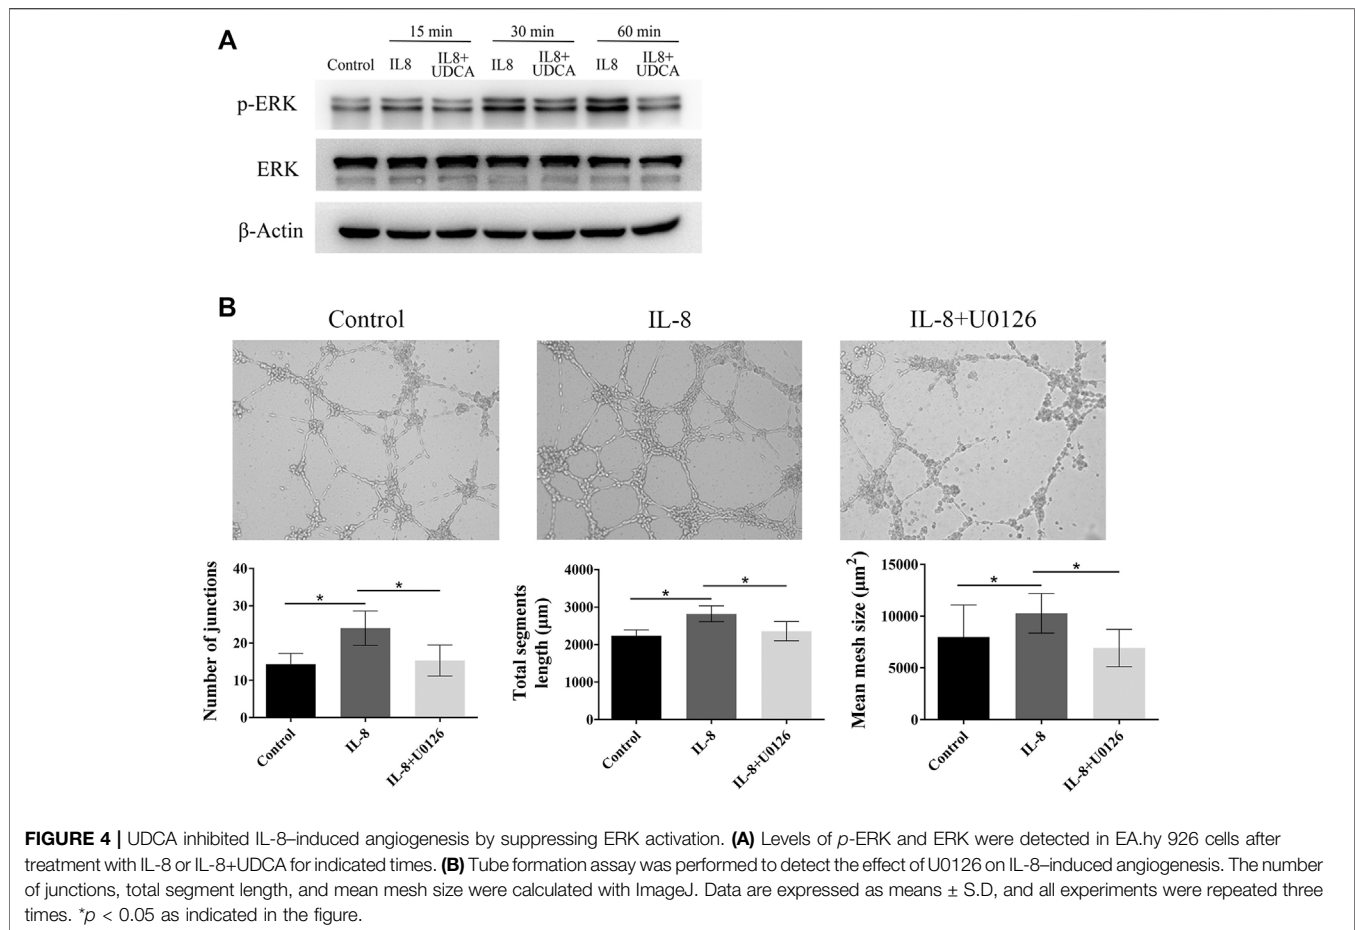 A
15 min 30 min 60 min
Control IL8 IL8+ UDCA IL8 IL8+ UDCA IL8 IL8+ UDCA
p-ERK
ERK
β-Actin
B
Control IL-8 IL-8+U0126
Number of junctions
40
30
20
10
0
* *
Control IL-8 IL-8+U0126
Total segments
length (μm)
4000
3000
2000
1000
0
* *
Control IL-8 IL-8+U0126
Mean mesh size (μm²)
15000
10000
5000
0
* *
Control IL-8 IL-8+U0126
FIGURE 4 | UDCA inhibited IL-8–induced angiogenesis by suppressing ERK activation. (A) Levels of p-ERK and ERK were detected in EA.hy 926 cells after
treatment with IL-8 or IL-8+UDCA for indicated times. (B) Tube formation assay was performed to detect the effect of U0126 on IL-8–induced angiogenesis. The number
of junctions, total segment length, and mean mesh size were calculated with ImageJ. Data are expressed as means ± S.D, and all experiments were repeated three
times. *p < 0.05 as indicated in the figure.